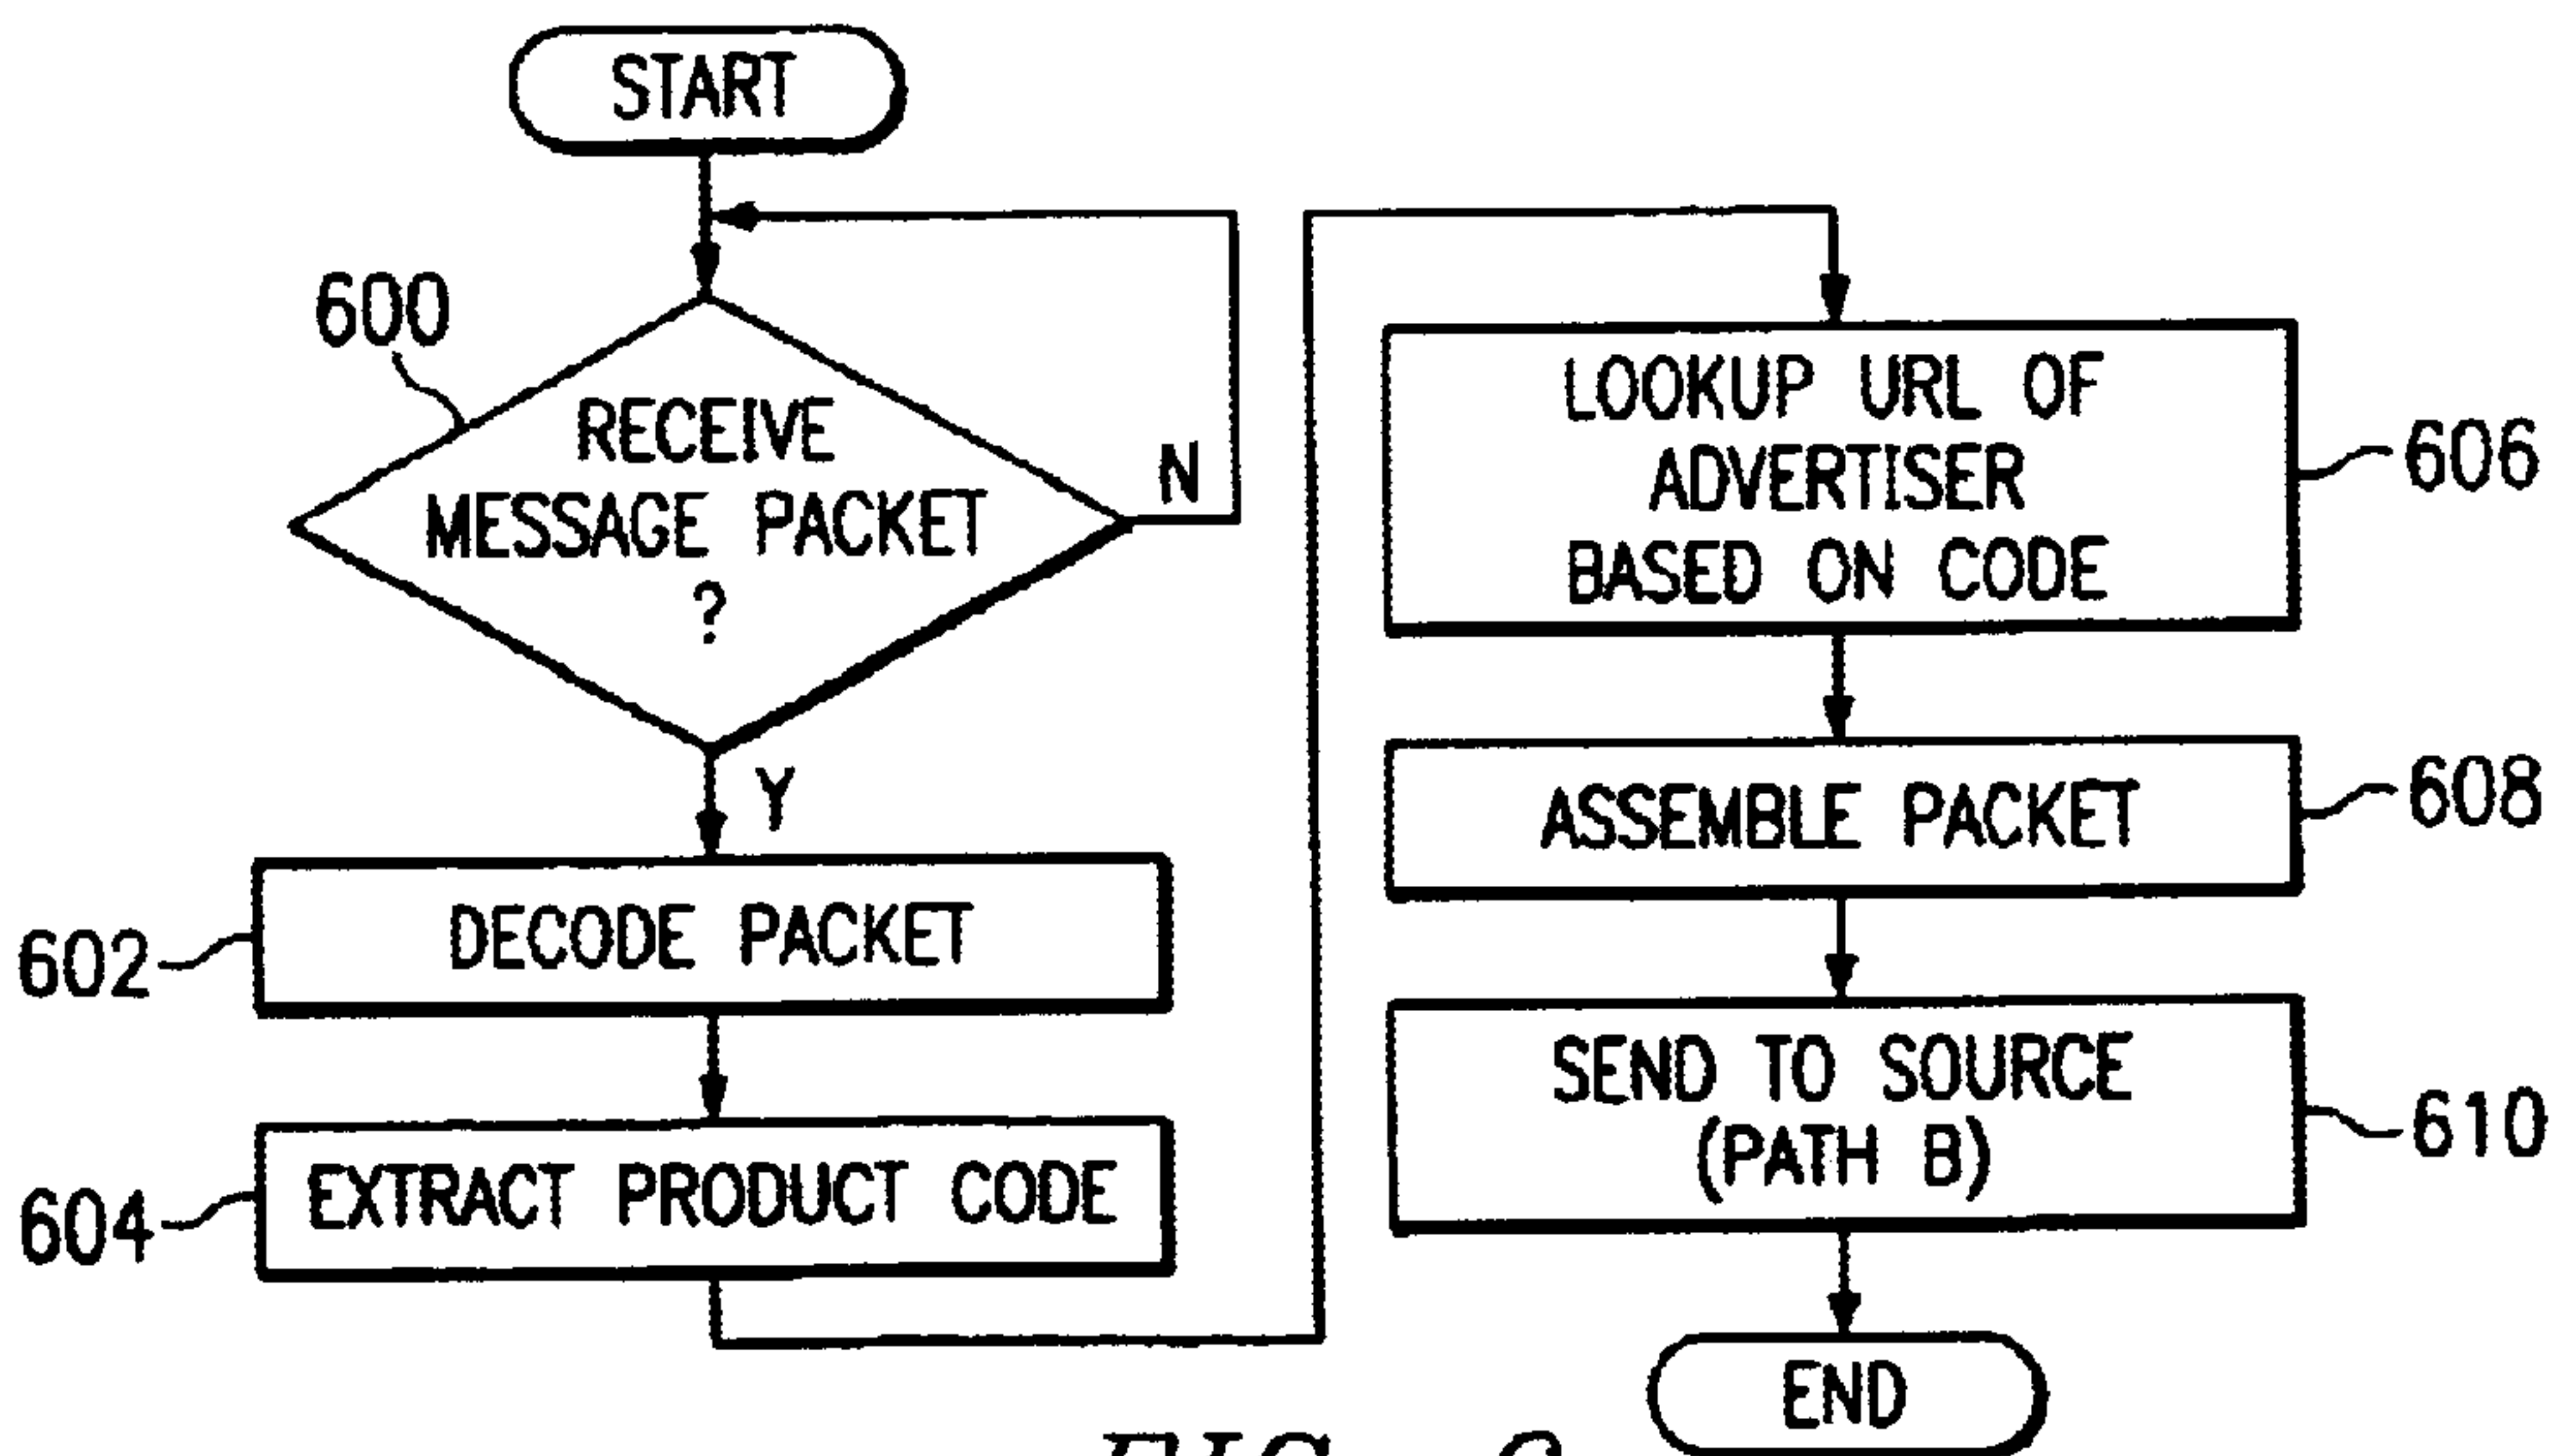 START
600
RECEIVE
MESSAGE PACKET
?
N
Y
602
DECODE PACKET
604
EXTRACT PRODUCT CODE
LOOKUP URL OF
ADVERTISER
BASED ON CODE
606
ASSEMBLE PACKET
608
SEND TO SOURCE
(PATH B)
610
END